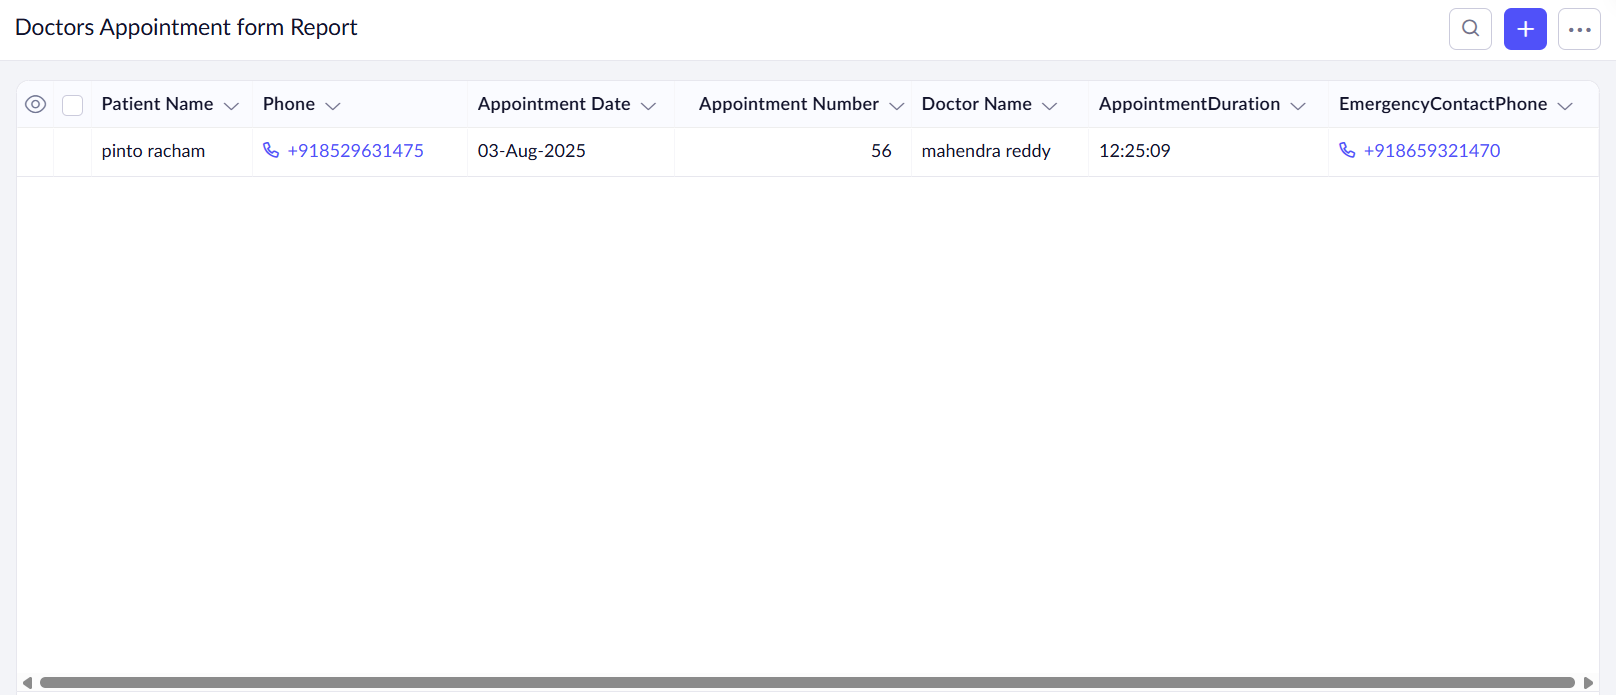 Doctors Appointment form Report
Patient Name Phone Appointment Date Appointment Number Doctor Name AppointmentDuration EmergencyContactPhone
pinto racham +918529631475 03-Aug-2025 56 mahendra reddy 12:25:09 +918659321470